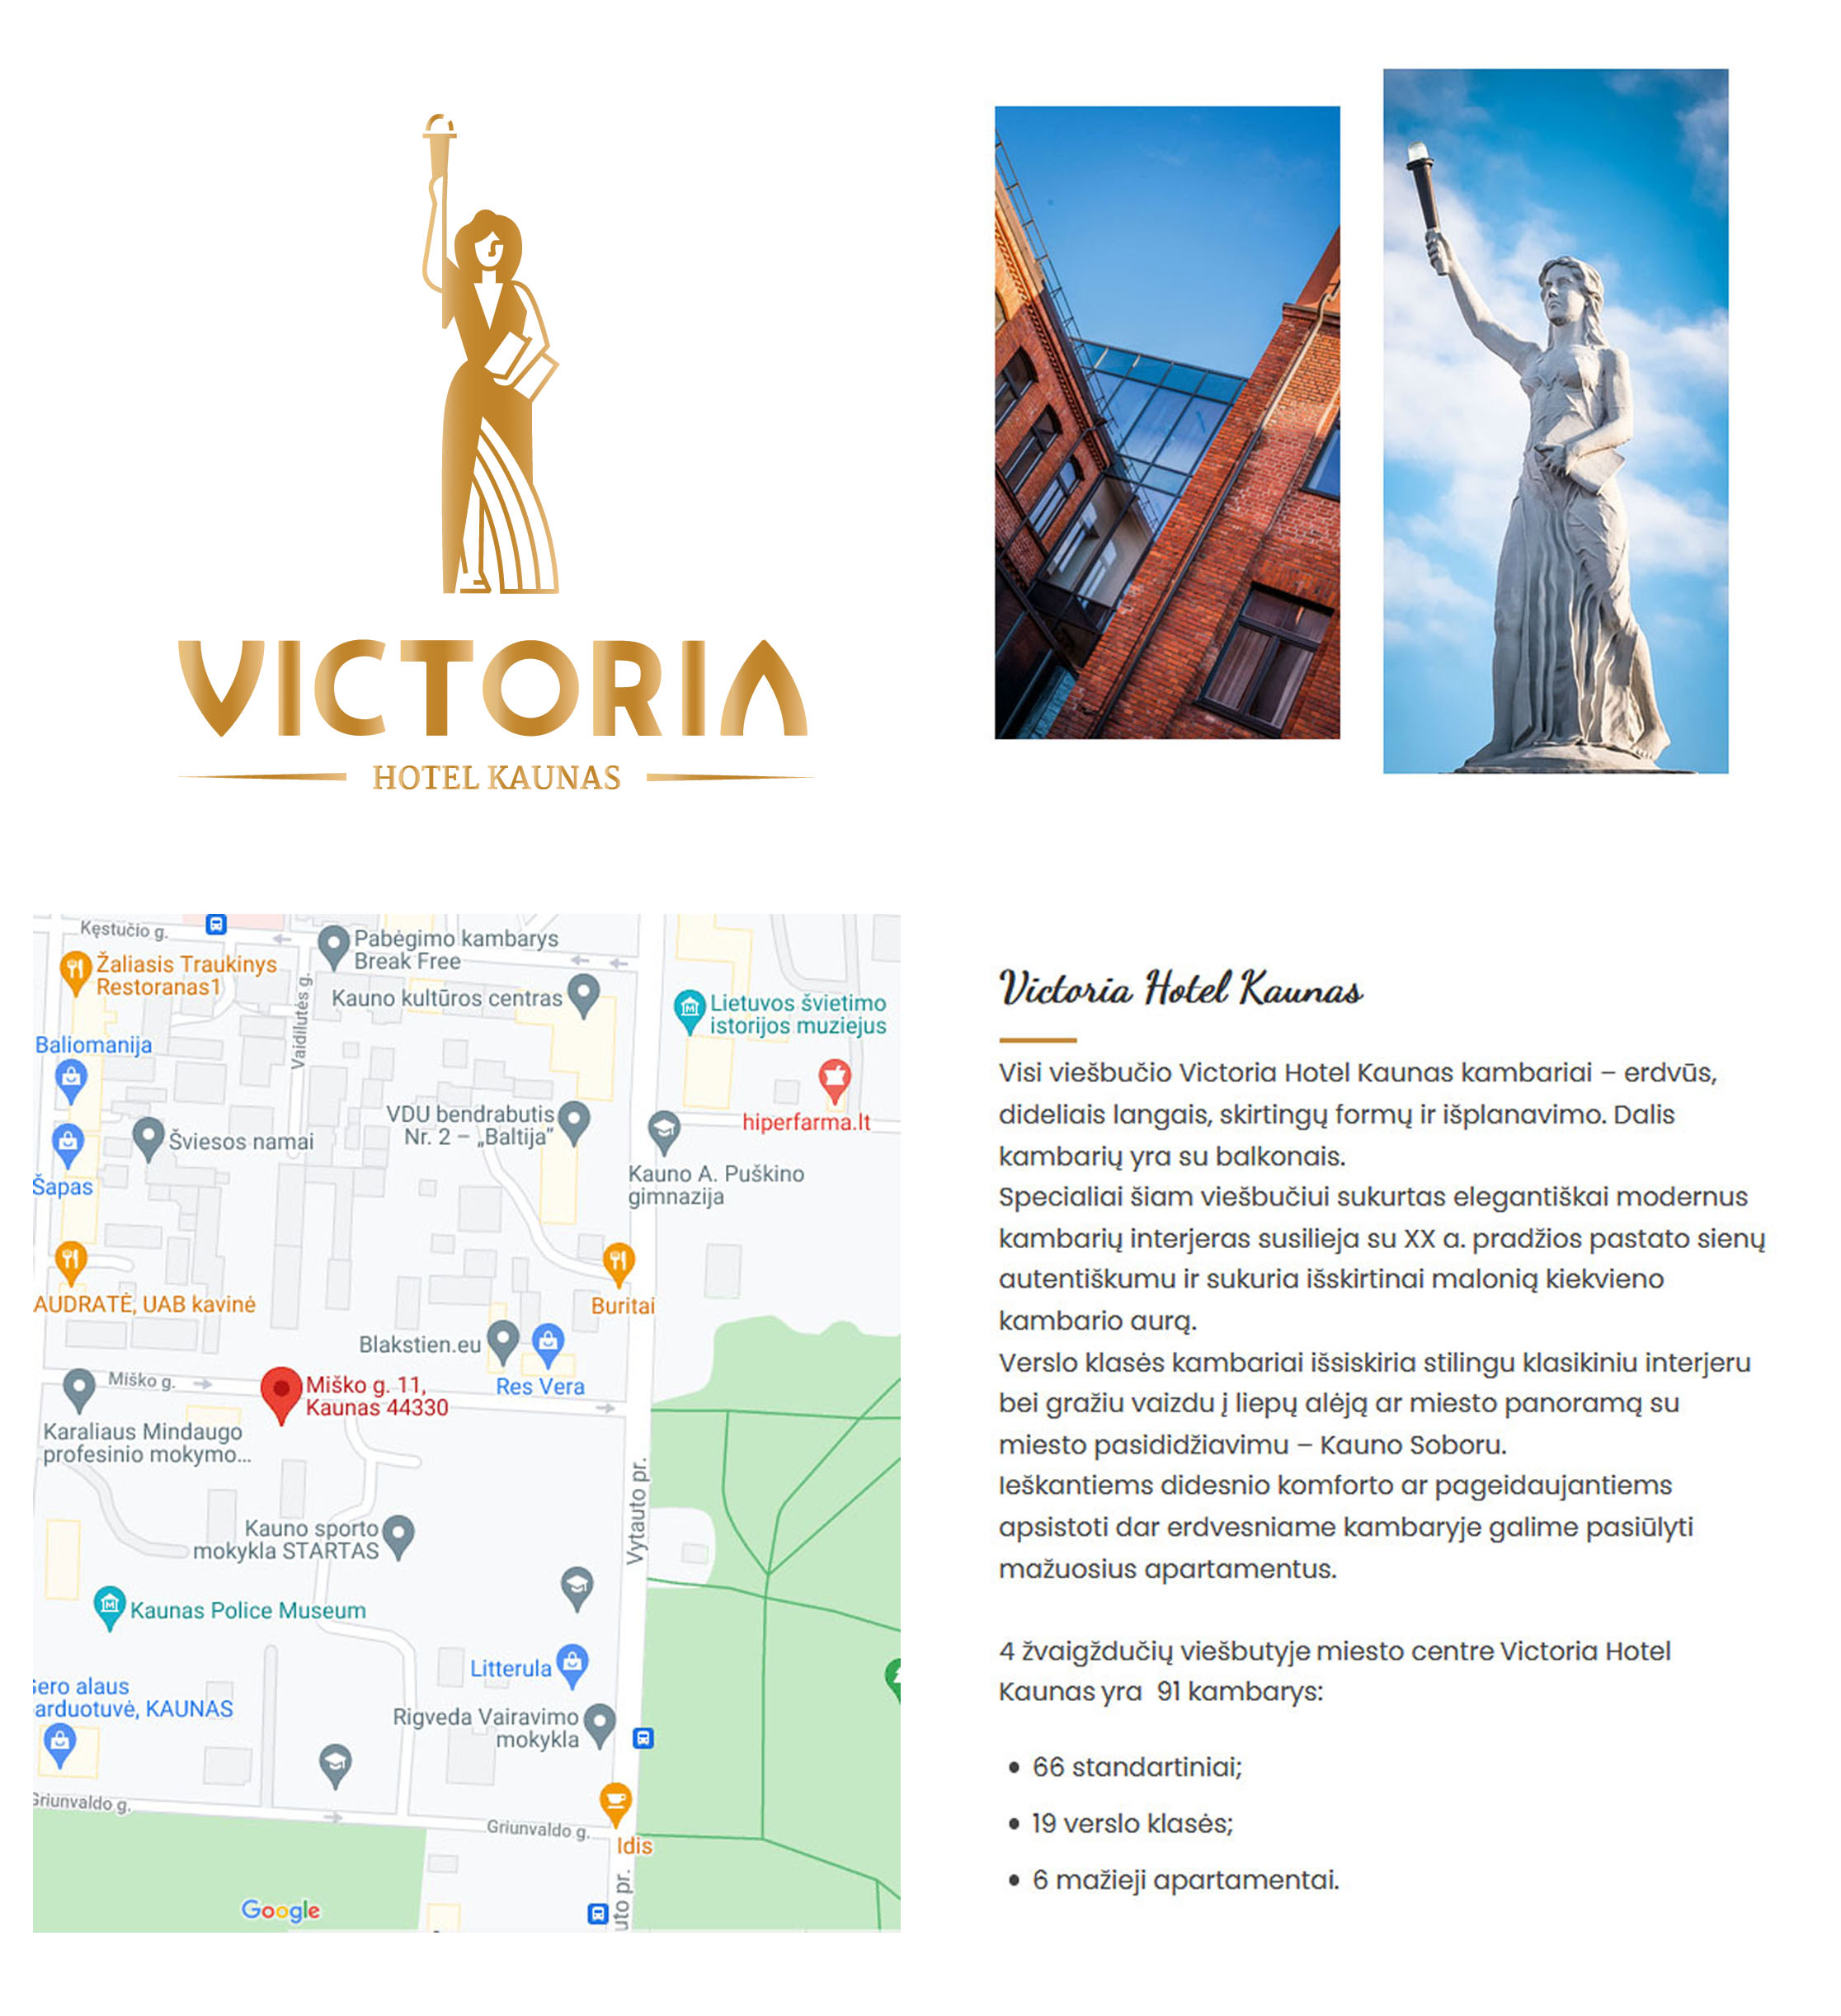 VICTORIA
HOTEL KAUNAS
Kęstučio g.
Pabėgimo kambarys
Break Free
Žaliasis Traukinys
Restoranas1
Kauno kultūros centras
Vaidilutės g.
Lietuvos švietimo
istorijos muziejus
Baliomanija
hiperfarma.lt
VDU bendrabutis
Nr. 2 – „Baltija“
Šviesos namai
Kauno A. Puškino
gimnazija
Šapas
AUDRATĖ, UAB kavinė
Buritai
Blakstien.eu
Res Vera
Miško g.
Miško g. 11,
Kaunas 44330
Karaliaus Mindaugo
profesinio mokymo...
Vytauto pr.
Kauno sporto
mokykla STARTAS
Kaunas Police Museum
Litterula
ero alaus
arduotuvė, KAUNAS
Rigveda Vairavimo
mokykla
Griunvaldo g.
Griunvaldo g.
Idis
uto pr.
Google
Victoria Hotel Kaunas
Visi viešbučio Victoria Hotel Kaunas kambariai – erdvūs,
dideliais langais, skirtingų formų ir išplanavimo. Dalis
kambarių yra su balkonais.
Specialiai šiam viešbučiui sukurtas elegantiškai modernus
kambarių interjeras susilieja su XX a. pradžios pastato sienų
autentiškumu ir sukuria išskirtinai malonią kiekvieno
kambario aurą.
Verslo klasės kambariai išsiskiria stilingu klasikiniu interjeru
bei gražiu vaizdu į liepų alėją ar miesto panoramą su
miesto pasididžiavimu – Kauno Soboru.
Ieškantiems didesnio komforto ar pageidaujantiems
apsistoti dar erdvesniame kambaryje galime pasiūlyti
mažuosius apartamentus.
4 žvaigždučių viešbutyje miesto centre Victoria Hotel
Kaunas yra 91 kambarys:
• 66 standartiniai;
• 19 verslo klasės;
• 6 mažieji apartamentai.